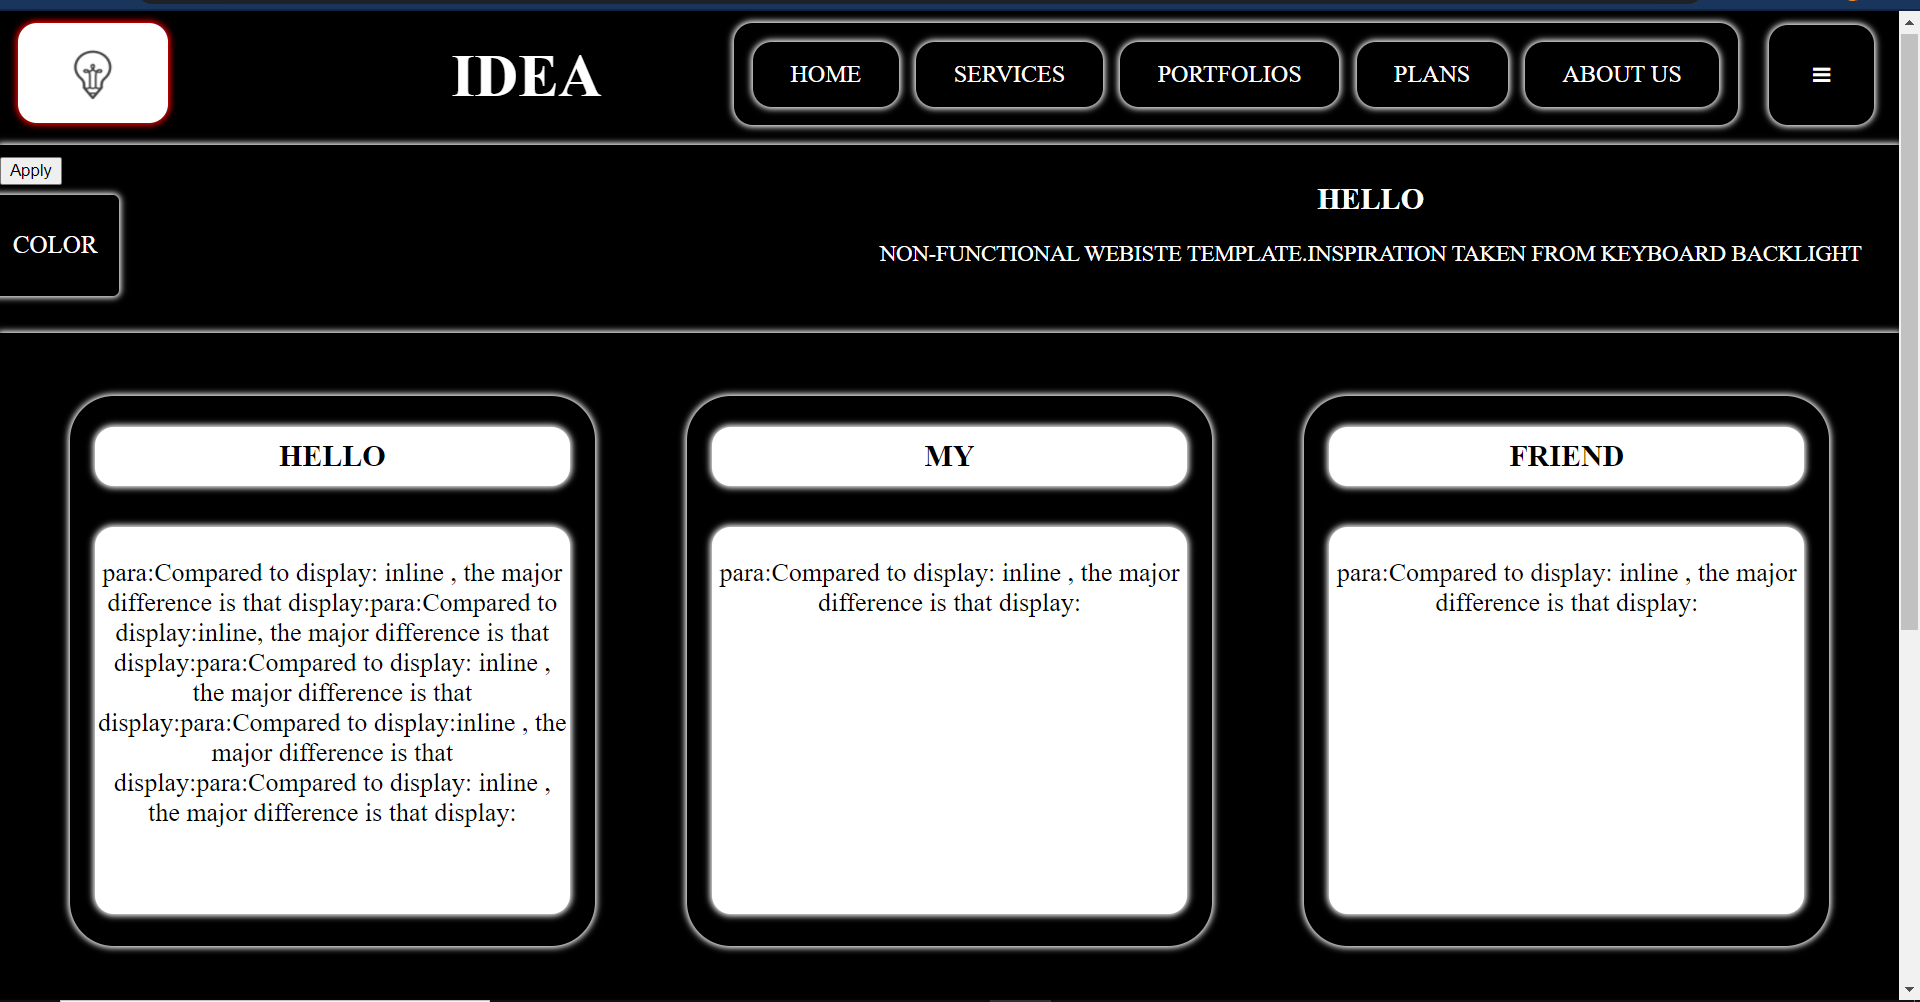 IDEA
HOME
SERVICES
PORTFOLIOS
PLANS
ABOUT US
Apply
COLOR
HELLO
NON-FUNCTIONAL WEBISTE TEMPLATE.INSPIRATION TAKEN FROM KEYBOARD BACKLIGHT
HELLO
para:Compared to display: inline , the major
difference is that display:para:Compared to
display:inline, the major difference is that
display:para:Compared to display: inline ,
the major difference is that
display:para:Compared to display:inline , the
major difference is that
display:para:Compared to display: inline ,
the major difference is that display:
MY
para:Compared to display: inline , the major
difference is that display:
FRIEND
para:Compared to display: inline , the major
difference is that display: